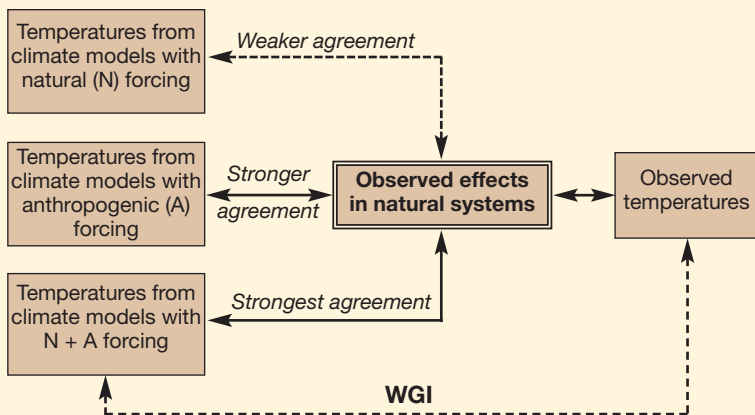 Temperatures from
climate models with
natural (N) forcing
Weaker agreement
Temperatures from
climate models with
anthropogenic (A)
forcing
Stronger
agreement
Observed effects
in natural systems
Observed
temperatures
Temperatures from
climate models with
N + A forcing
Strongest agreement
WGI